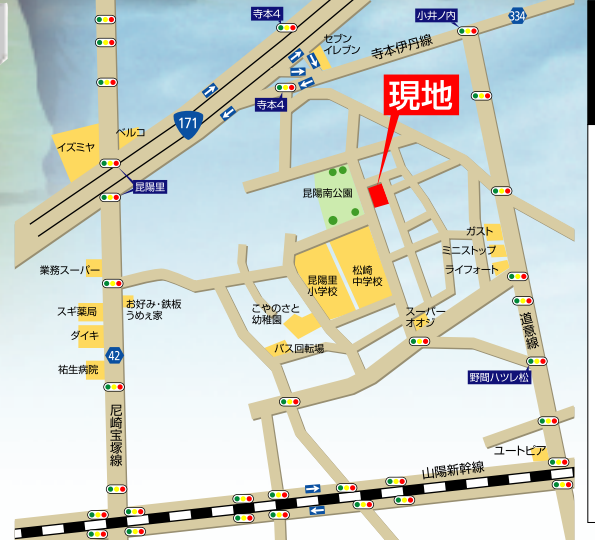 寺本4
小井ノ内
334
セブン
イレブン
寺本伊丹線
寺本4
現地
171
ベルコ
イズミヤ
昆陽里
昆陽南公園
ガスト
ミニストップ
ライフォート
業務スーパー
昆陽里
小学校
松崎
中学校
お好み・鉄板
うめぇ家
スギ薬局
こやのさと
幼稚園
スーパー
オオジ
道意線
ダイキ
バス回転場
42
祐生病院
野間ハツレ松
尼崎宝塚線
ユートピア
山陽新幹線